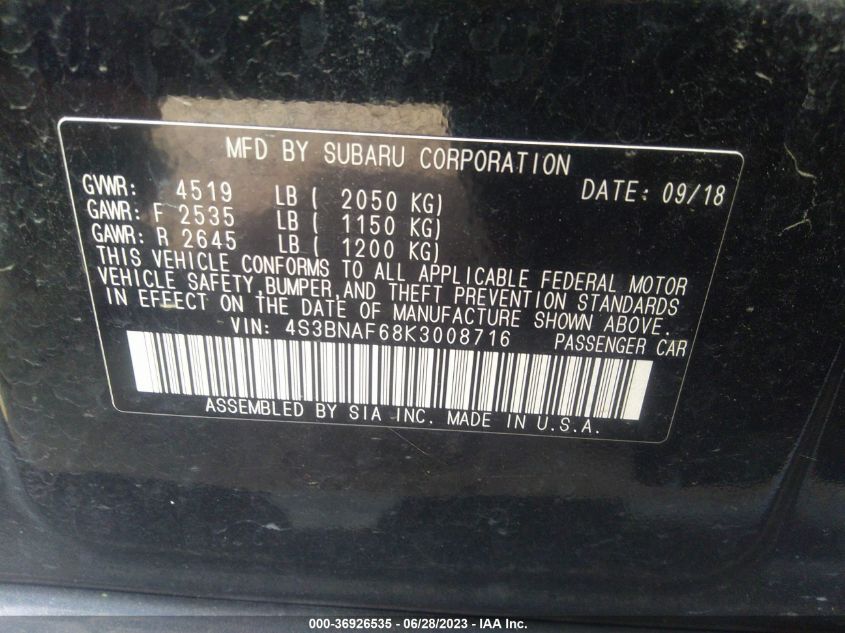 MFD BY SUBARU CORPORATION
GVWR: 4519 LB ( 2050 KG) DATE: 09/18
GAWR: F 2535 LB ( 1150 KG)
GAWR: R 2645 LB ( 1200 KG)
THIS VEHICLE CONFORMS TO ALL APPLICABLE FEDERAL MOTOR
VEHICLE SAFETY, BUMPER, AND THEFT PREVENTION STANDARDS
IN EFFECT ON THE DATE OF MANUFACTURE SHOWN ABOVE.
VIN: 4S3BNAF68K3008716 PASSENGER CAR
ASSEMBLED BY SIA INC. MADE IN U.S.A.
000-36926535 / 06/28/2023 - IAA Inc.